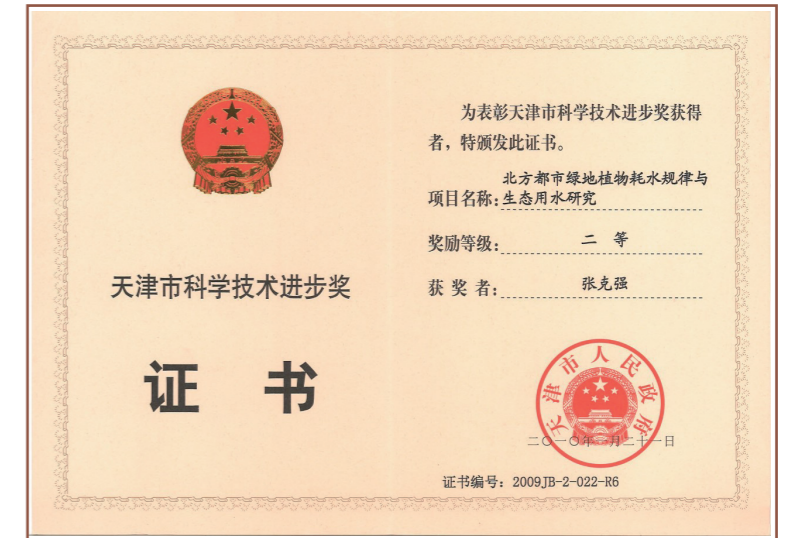 天津市科学技术进步奖
证 书
为表彰天津市科学技术进步奖获得
者，特颁发此证书。
北方都市绿地植物耗水规律与
项目名称:生态用水研究
奖励等级: 二 等
获 奖 者: 张克强
天津市人民政府
二〇一〇年一月二十一日
证书编号: 2009JB-2-022-R6